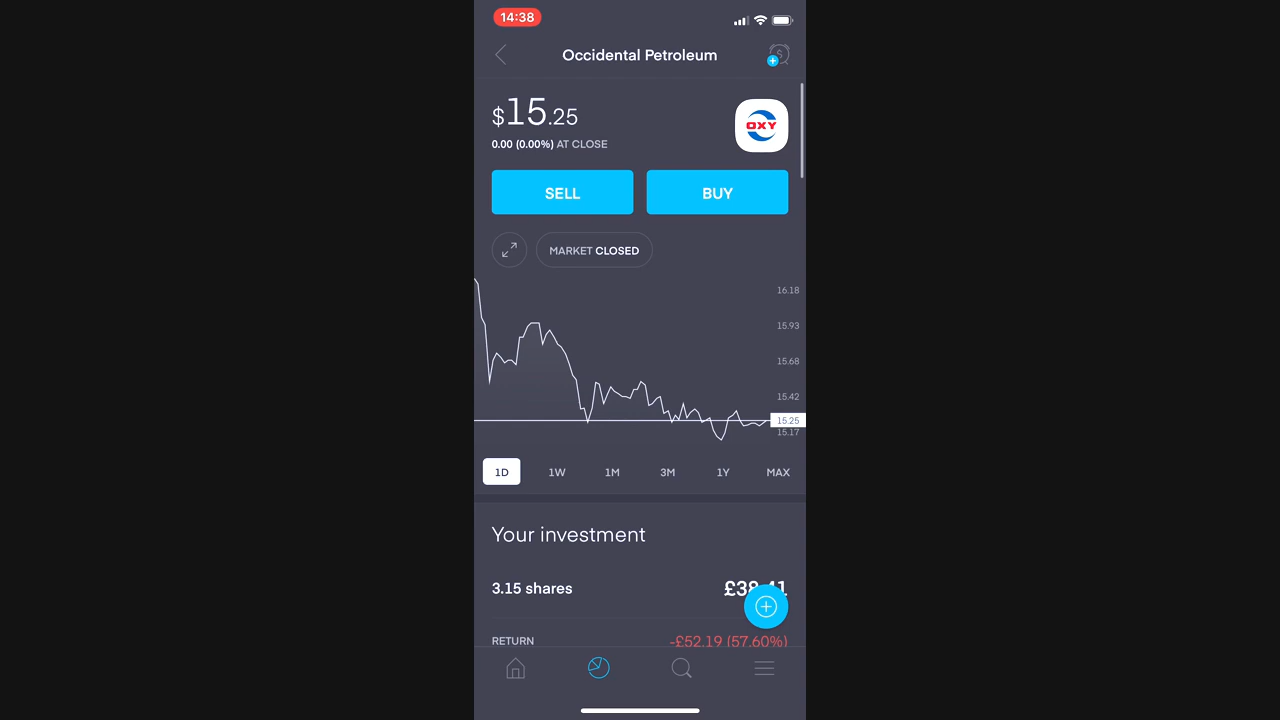 14:38
Occidental Petroleum
$15.25
OXY
0.00 (0.00%) AT CLOSE
SELL
BUY
MARKET CLOSED
16.18
15.93
15.68
15.42
15.25
15.17
1D 1W 1M 3M 1Y MAX
Your investment
3.15 shares £38.41
RETURN -£52.19 (57.60%)